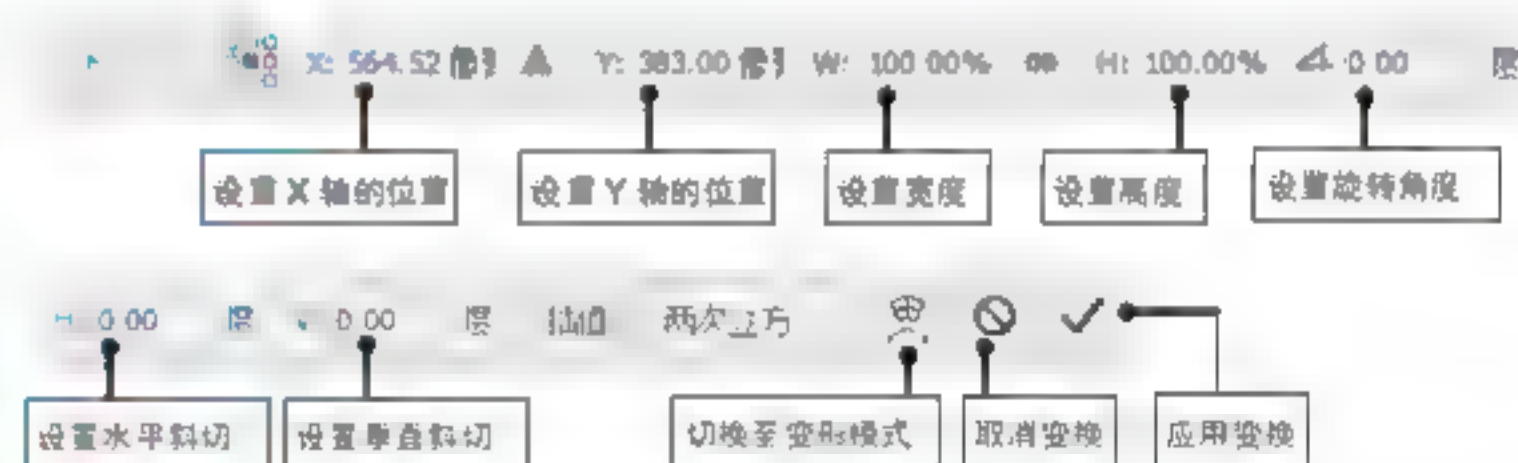 X: 564.52 像 Y: 383.00 像 W: 100.00% H: 100.00% 0.00 度
设置 X 轴的位置 设置 Y 轴的位置 设置宽度 设置高度 设置旋转角度
H 0.00 度 0.00 度 插值 两次立方
设置水平斜切 设置垂直斜切 切换至变形模式 取消变换 应用变换